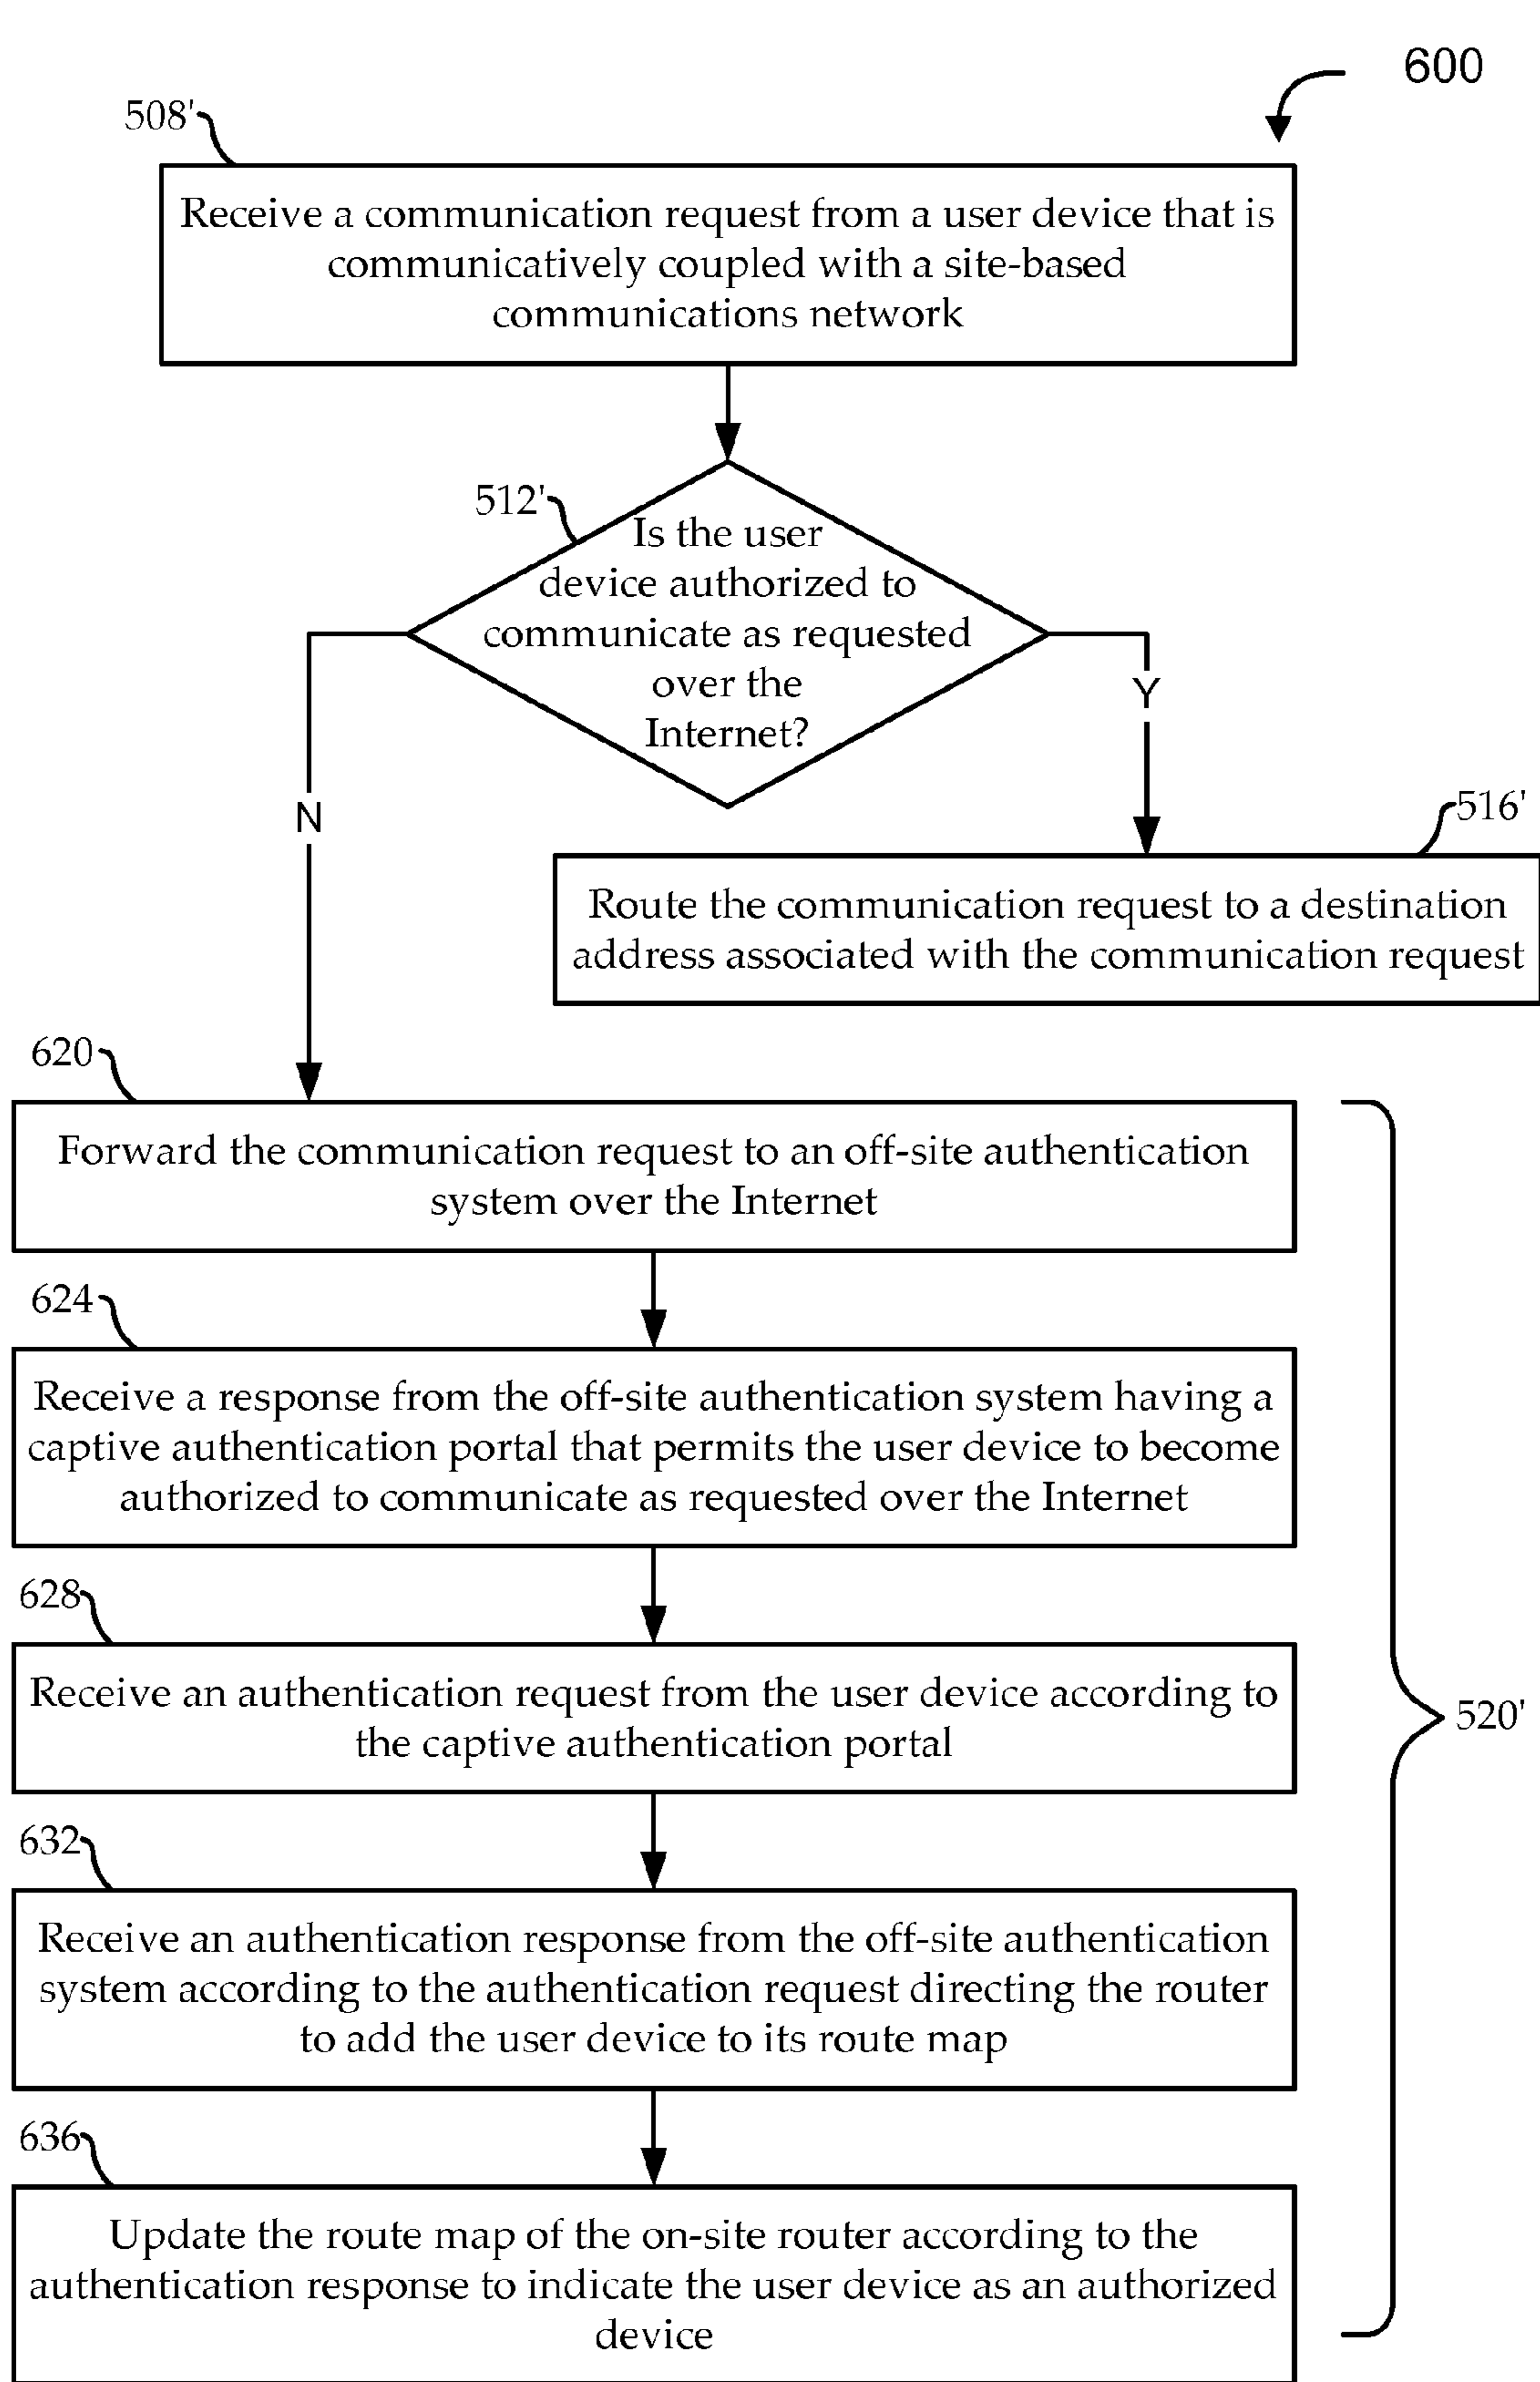 600
508'
Receive a communication request from a user device that is
communicatively coupled with a site-based
communications network
512'
Is the user
device authorized to
communicate as requested
over the
Internet?
Y
N
516'
Route the communication request to a destination
address associated with the communication request
620
Forward the communication request to an off-site authentication
system over the Internet
624
Receive a response from the off-site authentication system having a
captive authentication portal that permits the user device to become
authorized to communicate as requested over the Internet
628
Receive an authentication request from the user device according to
the captive authentication portal
520'
632
Receive an authentication response from the off-site authentication
system according to the authentication request directing the router
to add the user device to its route map
636
Update the route map of the on-site router according to the
authentication response to indicate the user device as an authorized
device